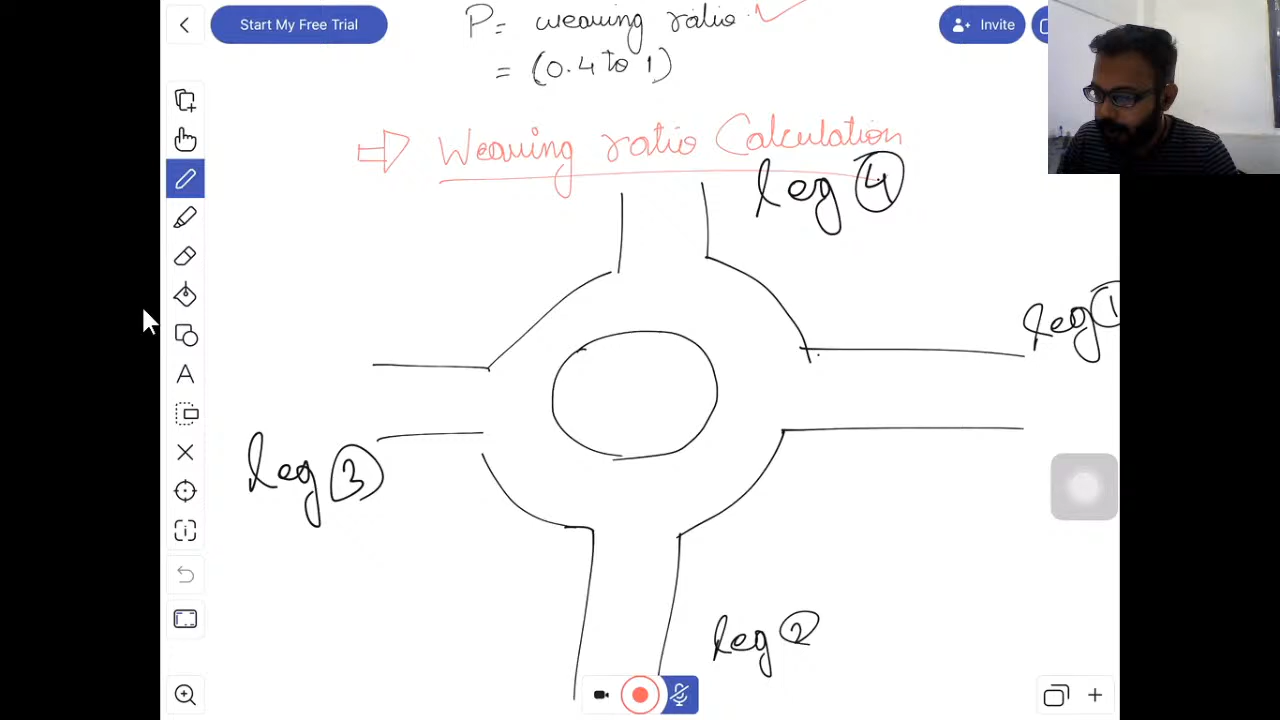 Start My Free Trial
P= weaving ratio. ✓
Invite
= (0.4 to 1)
⇒ Weaving ratio Calculation
leg 4
leg 1
leg 3
leg 2